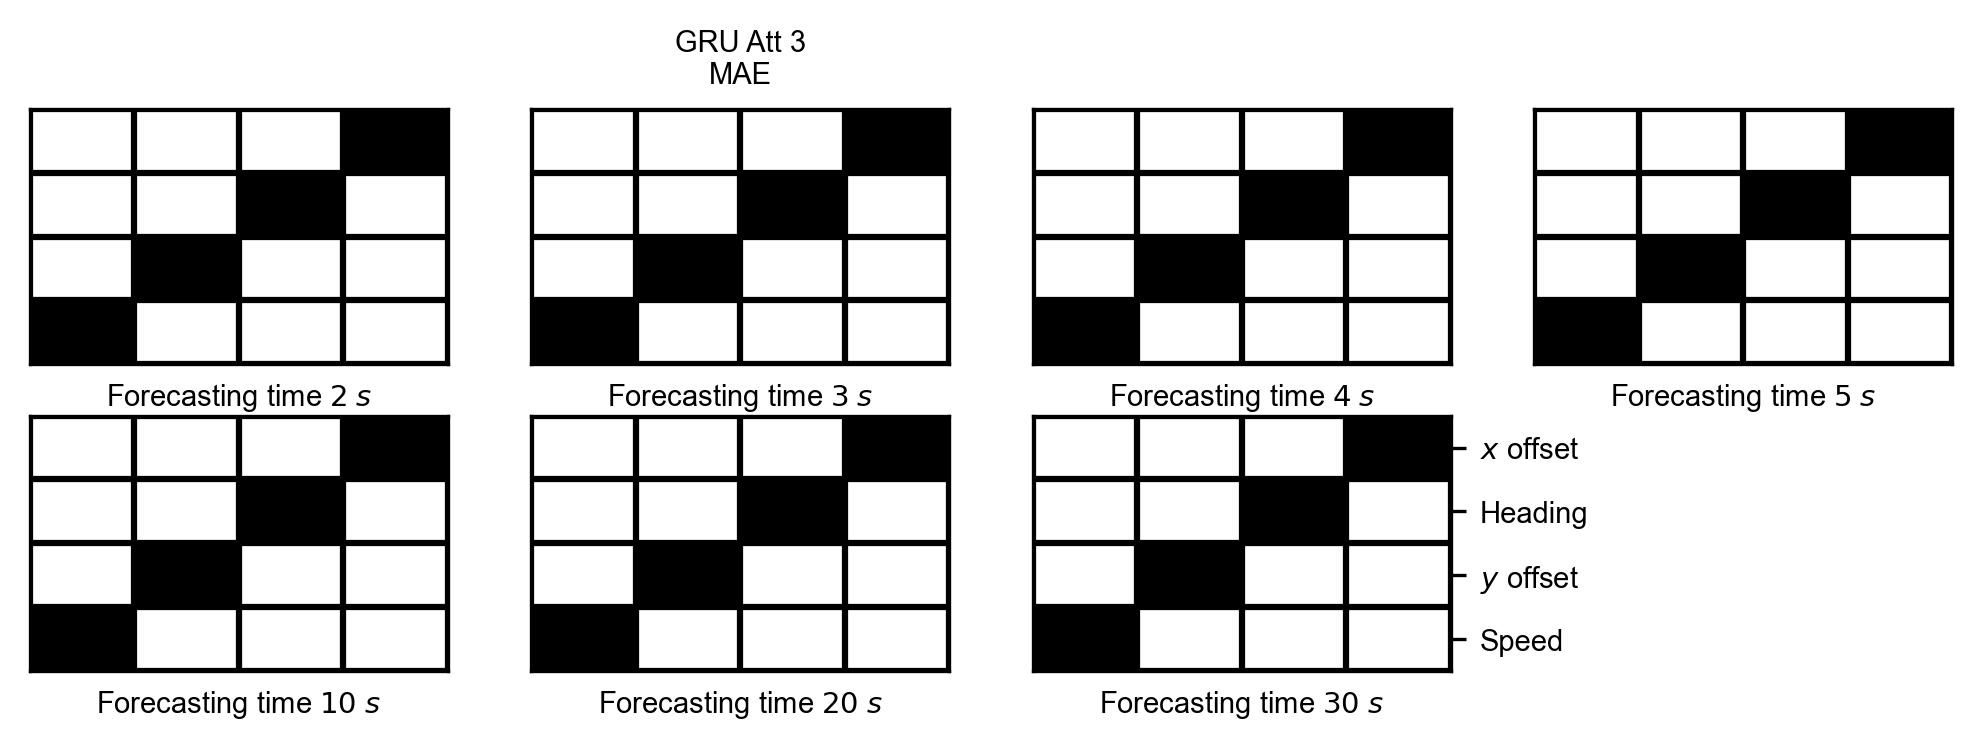 GRU Att 3
MAE
Forecasting time 2 s
Forecasting time 3 s
Forecasting time 4 s
Forecasting time 5 s
x offset
Heading
y offset
Speed
Forecasting time 10 s
Forecasting time 20 s
Forecasting time 30 s